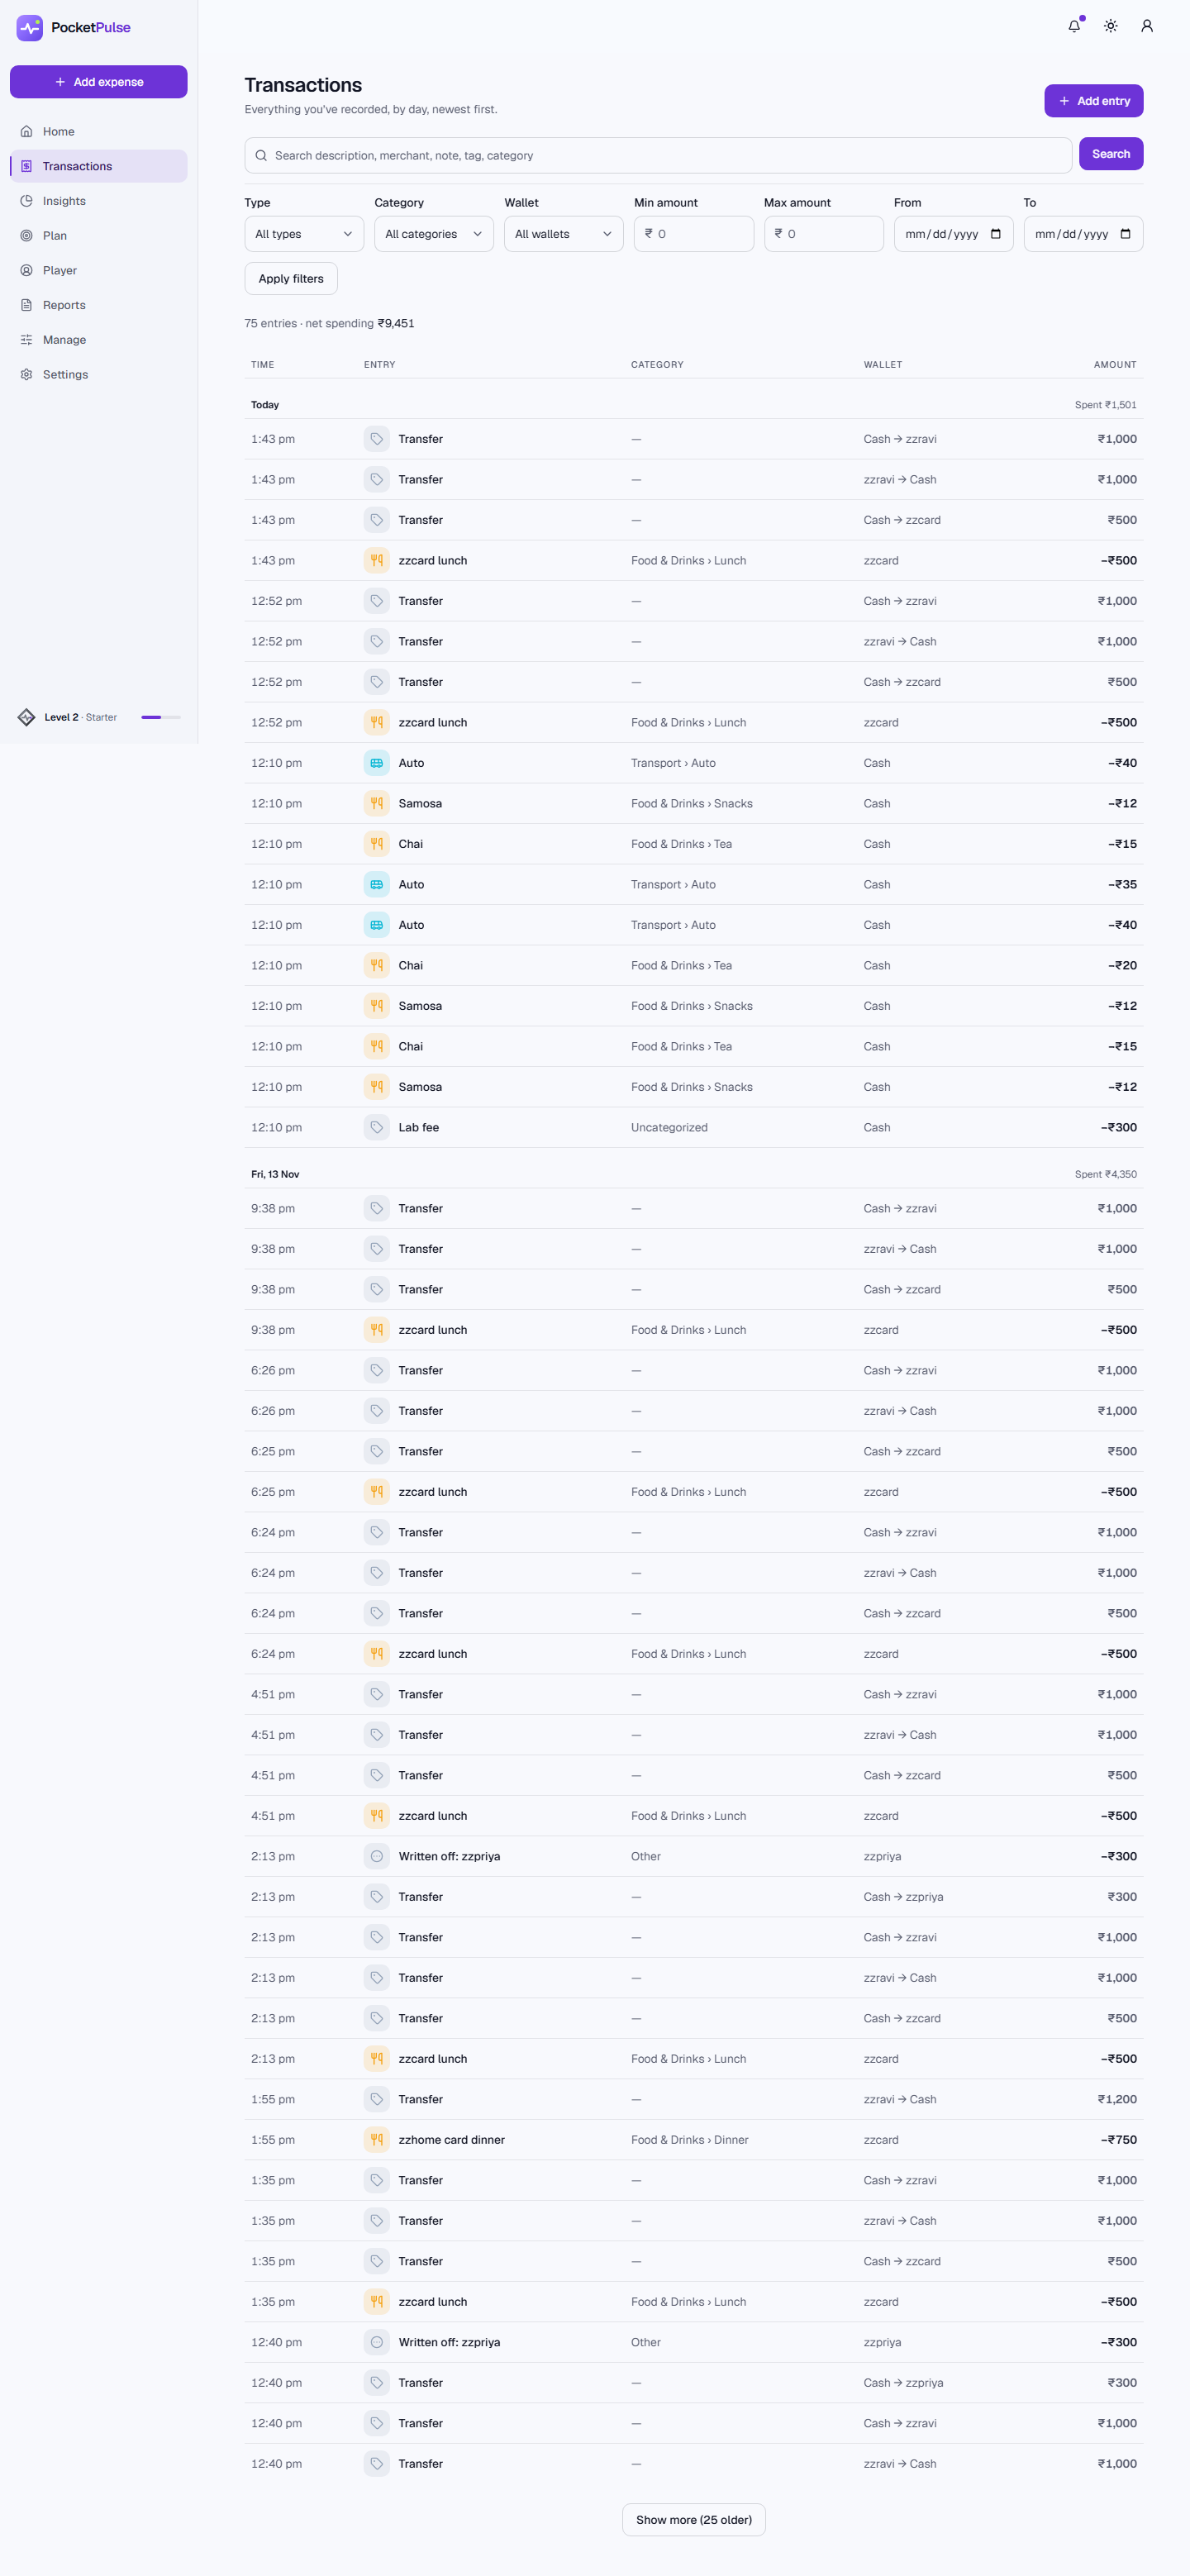 PocketPulse
Add expense
Home
Transactions
Insights
Plan
Player
Reports
Manage
Settings
Level 2 · Starter
Transactions
Everything you've recorded, by day, newest first.
Add entry
Search description, merchant, note, tag, category
Search
Type Category Wallet Min amount Max amount From To
All types All categories All wallets ₹ 0 ₹ 0 mm/dd/yyyy mm/dd/yyyy
Apply filters
75 entries · net spending ₹9,451
TIME ENTRY CATEGORY WALLET AMOUNT
Today Spent ₹1,501
1:43 pm Transfer — Cash → zzravi ₹1,000
1:43 pm Transfer — zzravi → Cash ₹1,000
1:43 pm Transfer — Cash → zzcard ₹500
1:43 pm zzcard lunch Food & Drinks › Lunch zzcard −₹500
12:52 pm Transfer — Cash → zzravi ₹1,000
12:52 pm Transfer — zzravi → Cash ₹1,000
12:52 pm Transfer — Cash → zzcard ₹500
12:52 pm zzcard lunch Food & Drinks › Lunch zzcard −₹500
12:10 pm Auto Transport › Auto Cash −₹40
12:10 pm Samosa Food & Drinks › Snacks Cash −₹12
12:10 pm Chai Food & Drinks › Tea Cash −₹15
12:10 pm Auto Transport › Auto Cash −₹35
12:10 pm Auto Transport › Auto Cash −₹40
12:10 pm Chai Food & Drinks › Tea Cash −₹20
12:10 pm Samosa Food & Drinks › Snacks Cash −₹12
12:10 pm Chai Food & Drinks › Tea Cash −₹15
12:10 pm Samosa Food & Drinks › Snacks Cash −₹12
12:10 pm Lab fee Uncategorized Cash −₹300
Fri, 13 Nov Spent ₹4,350
9:38 pm Transfer — Cash → zzravi ₹1,000
9:38 pm Transfer — zzravi → Cash ₹1,000
9:38 pm Transfer — Cash → zzcard ₹500
9:38 pm zzcard lunch Food & Drinks › Lunch zzcard −₹500
6:26 pm Transfer — Cash → zzravi ₹1,000
6:26 pm Transfer — zzravi → Cash ₹1,000
6:25 pm Transfer — Cash → zzcard ₹500
6:25 pm zzcard lunch Food & Drinks › Lunch zzcard −₹500
6:24 pm Transfer — Cash → zzravi ₹1,000
6:24 pm Transfer — zzravi → Cash ₹1,000
6:24 pm Transfer — Cash → zzcard ₹500
6:24 pm zzcard lunch Food & Drinks › Lunch zzcard −₹500
4:51 pm Transfer — Cash → zzravi ₹1,000
4:51 pm Transfer — zzravi → Cash ₹1,000
4:51 pm Transfer — Cash → zzcard ₹500
4:51 pm zzcard lunch Food & Drinks › Lunch zzcard −₹500
2:13 pm Written off: zzpriya Other zzpriya −₹300
2:13 pm Transfer — Cash → zzpriya ₹300
2:13 pm Transfer — Cash → zzravi ₹1,000
2:13 pm Transfer — zzravi → Cash ₹1,000
2:13 pm Transfer — Cash → zzcard ₹500
2:13 pm zzcard lunch Food & Drinks › Lunch zzcard −₹500
1:55 pm Transfer — zzravi → Cash ₹1,200
1:55 pm zzhome card dinner Food & Drinks › Dinner zzcard −₹750
1:35 pm Transfer — Cash → zzravi ₹1,000
1:35 pm Transfer — zzravi → Cash ₹1,000
1:35 pm Transfer — Cash → zzcard ₹500
1:35 pm zzcard lunch Food & Drinks › Lunch zzcard −₹500
12:40 pm Written off: zzpriya Other zzpriya −₹300
12:40 pm Transfer — Cash → zzpriya ₹300
12:40 pm Transfer — Cash → zzravi ₹1,000
12:40 pm Transfer — zzravi → Cash ₹1,000
Show more (25 older)